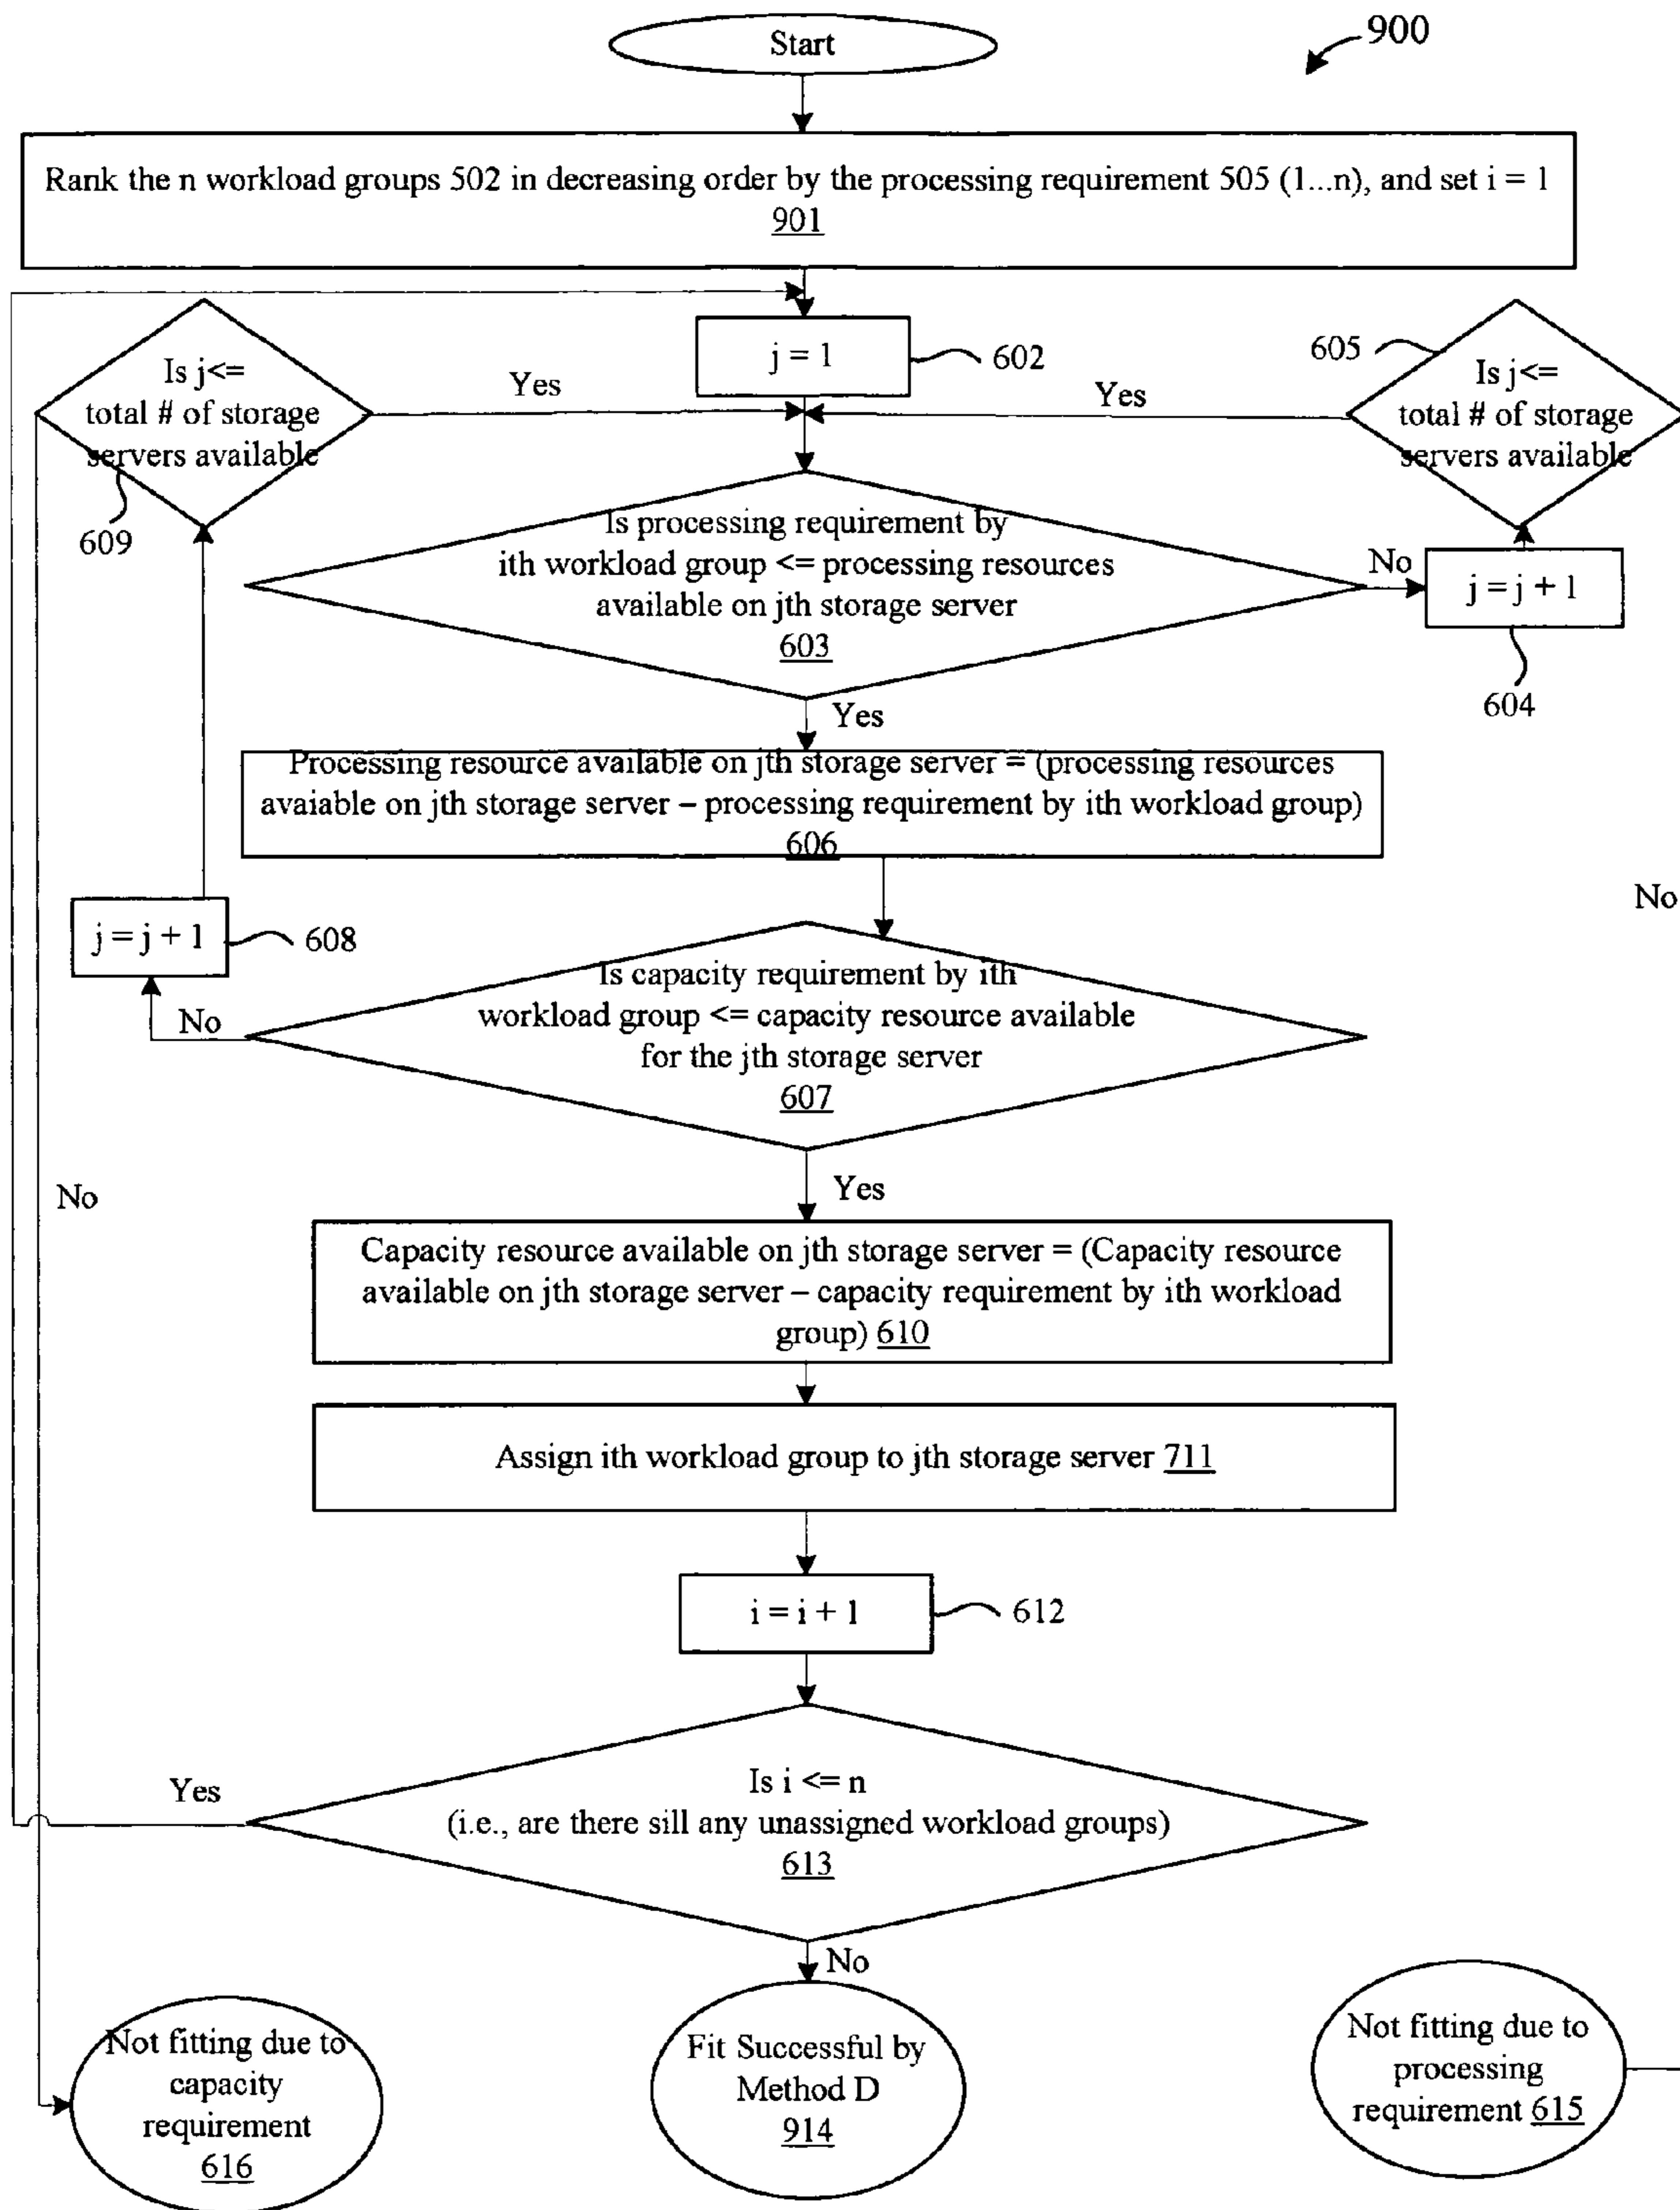 Start
900
Rank the n workload groups 502 in decreasing order by the processing requirement 505 (1...n), and set i = 1
901
j = 1
602
605
Is j<=
total # of storage
servers available
609
Yes
Yes
Is j<=
total # of storage
servers available
Is processing requirement by
ith workload group <= processing resources
available on jth storage server
603
No
j = j + 1
604
Yes
Processing resource available on jth storage server = (processing resources
avaiable on jth storage server – processing requirement by ith workload group)
606
No
j = j + 1
608
Is capacity requirement by ith
workload group <= capacity resource available
for the jth storage server
607
No
No
Yes
Capacity resource available on jth storage server = (Capacity resource
available on jth storage server – capacity requirement by ith workload
group) 610
Assign ith workload group to jth storage server 711
i = i + 1
612
Yes
Is i <= n
(i.e., are there sill any unassigned workload groups)
613
No
Not fitting due to
capacity
requirement
616
Fit Successful by
Method D
914
Not fitting due to
processing
requirement 615